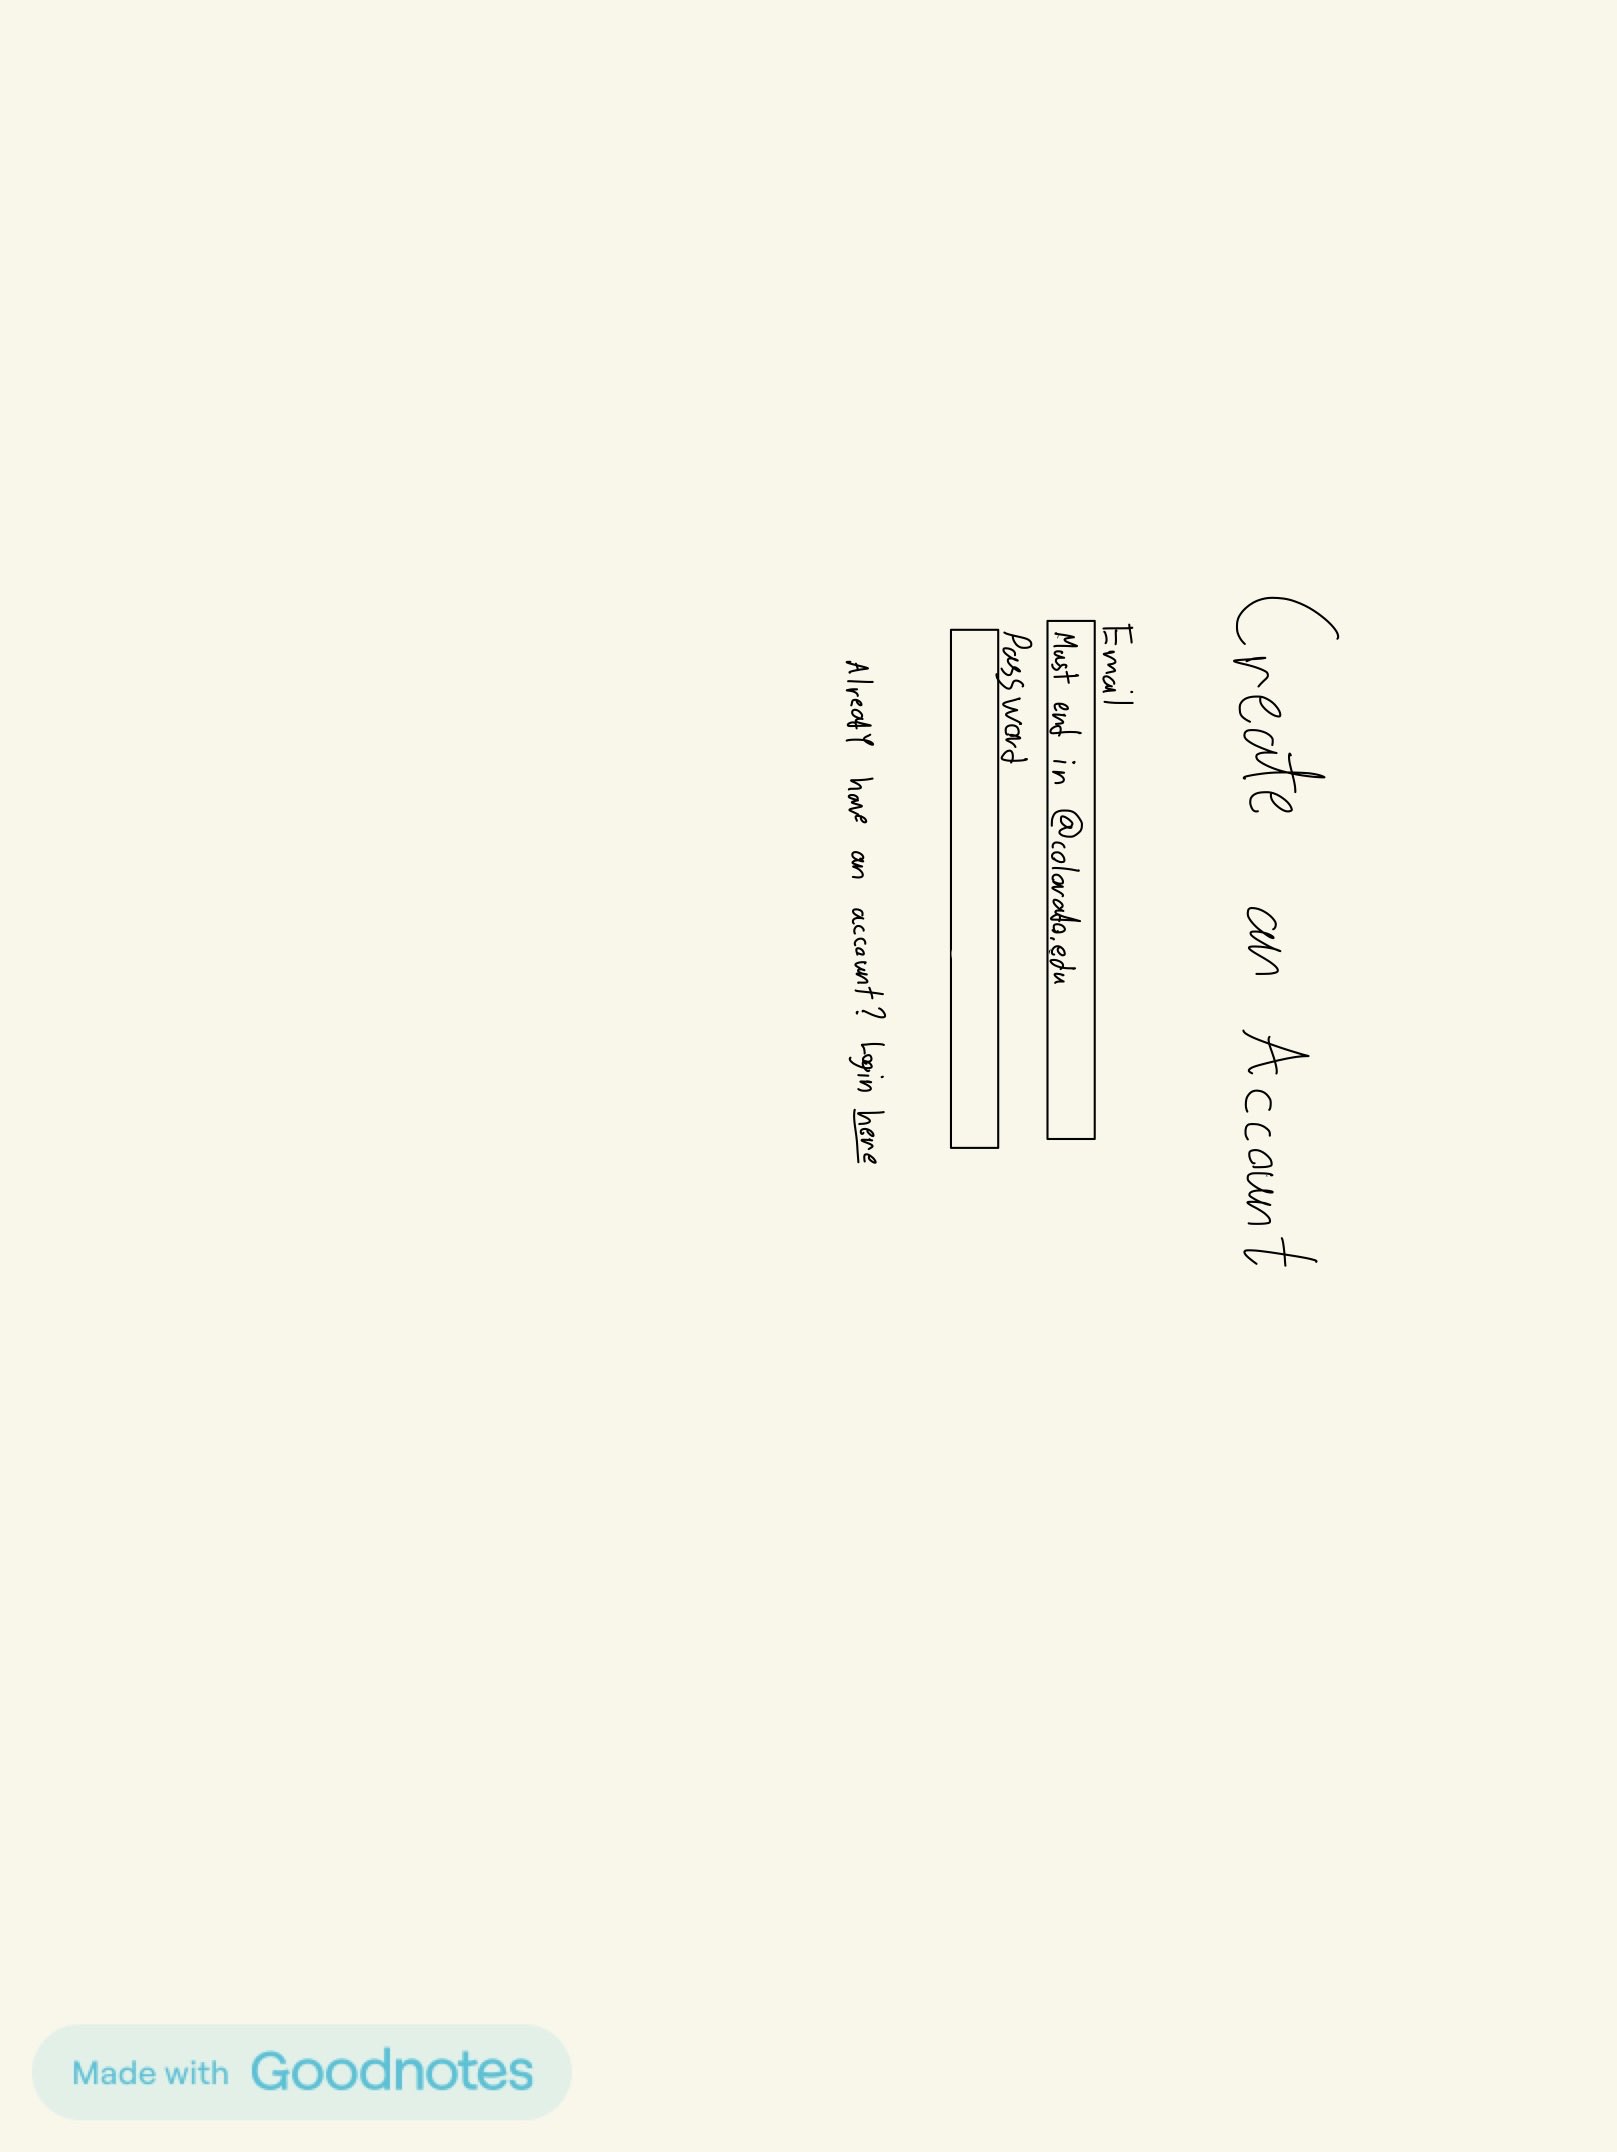 Create an Account
Email
Must end in @colorado.edu
Password
Already have an account? Login here
Made with Goodnotes